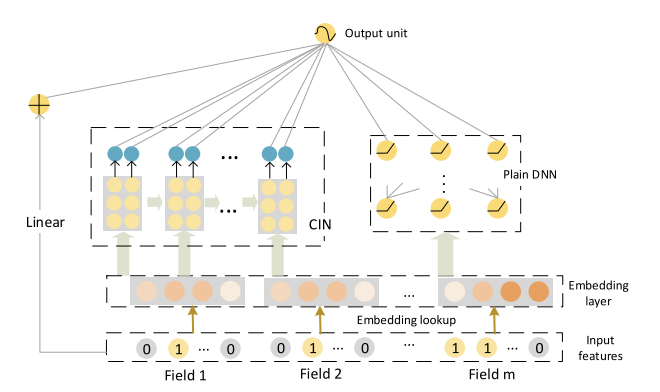 Output unit
...
Plain DNN
Linear
...
CIN
Embedding
layer
...
Embedding lookup
0 1 ... 0 0 1 ... 0 ... 1 1 ... 0
Input
features
Field 1 Field 2 Field m